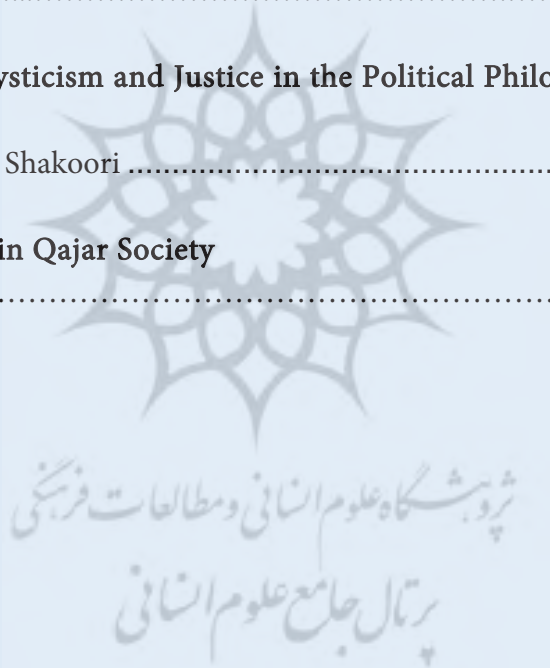 ysticism and Justice in the Political Philo
Shakoori ................................................
in Qajar Society
................................................................
پژوهشگاه علوم انسانی و مطالعات فرهنگی
پرتال جامع علوم انسانی